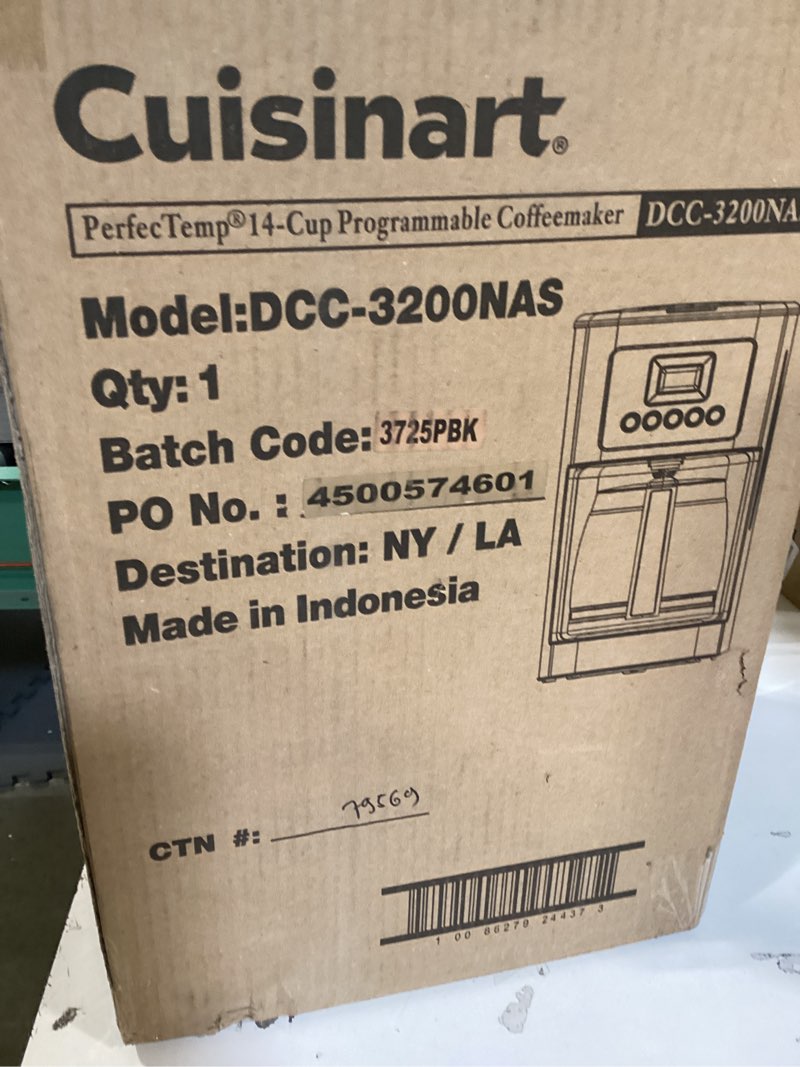 Cuisinart®
PerfecTemp® 14-Cup Programmable Coffeemaker DCC-3200NA
Model:DCC-3200NAS
Qty: 1
Batch Code: 3725PBK
PO No. : 4500574601
Destination: NY / LA
Made in Indonesia
CTN #: 79569
1 00 86279 24437 3